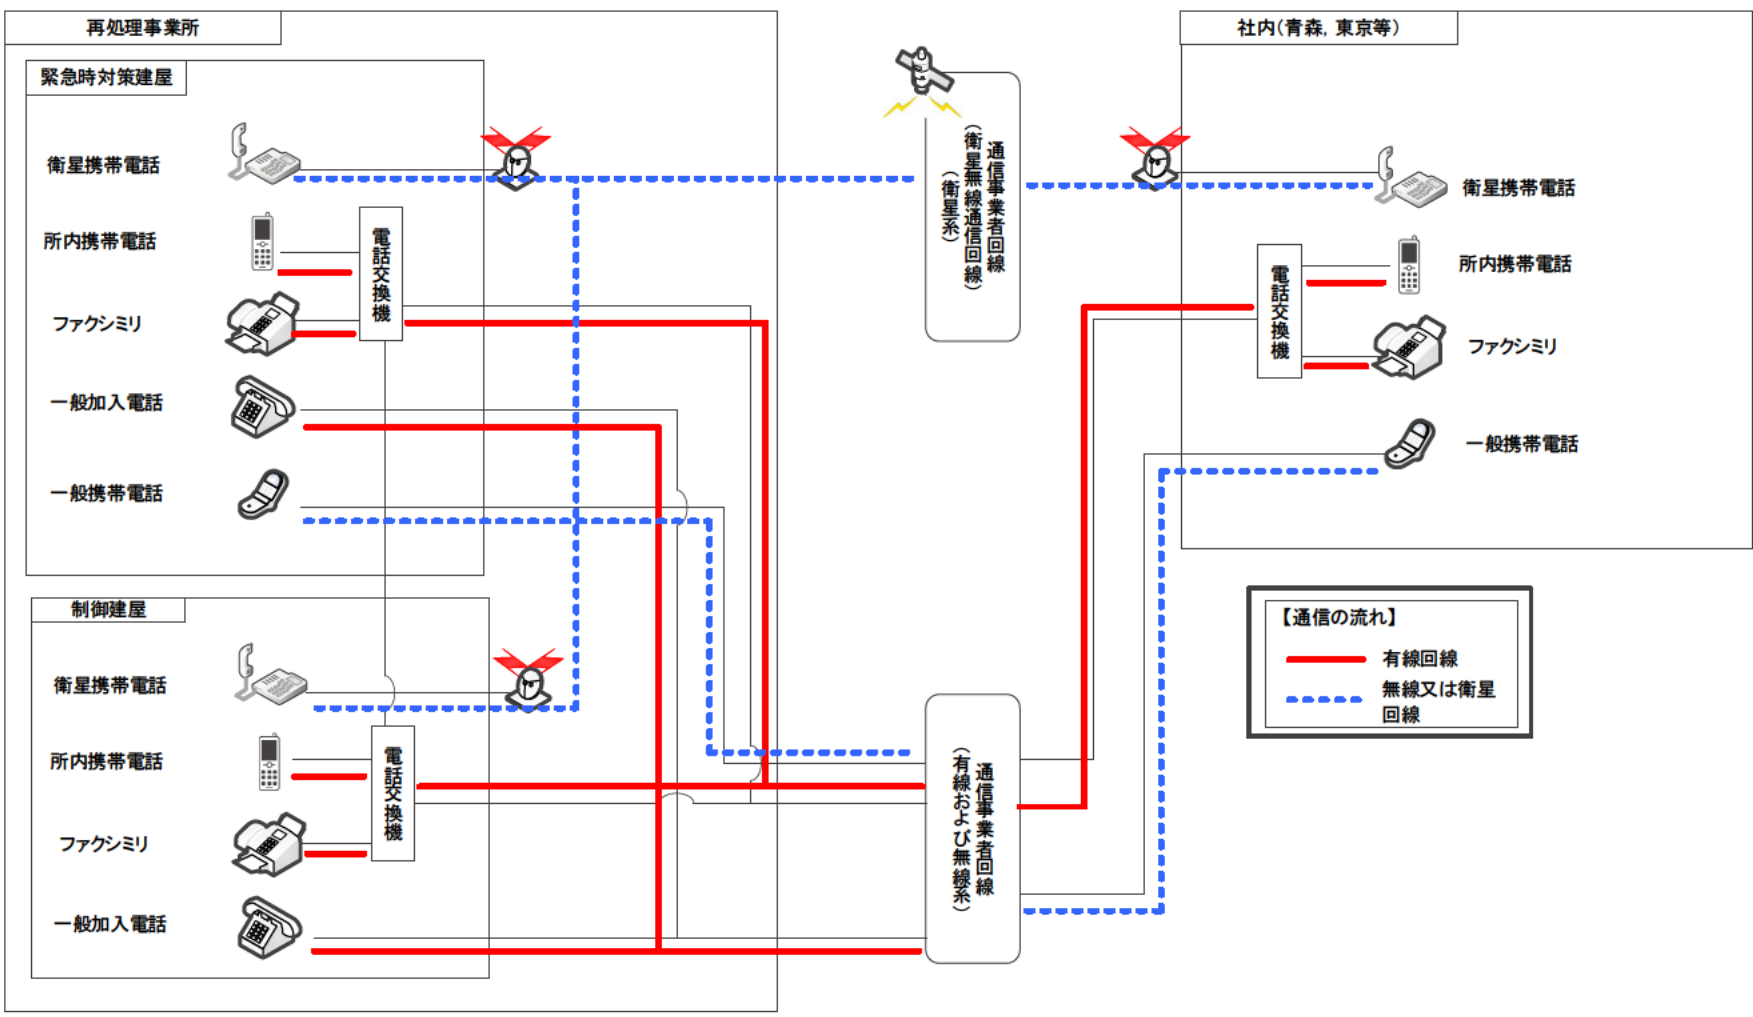 再処理事業所
緊急時対策建屋
衛星携帯電話
所内携帯電話
ファクシミリ
一般加入電話
一般携帯電話
電話交換機
制御建屋
衛星携帯電話
所内携帯電話
ファクシミリ
一般加入電話
電話交換機
通信事業者回線
(衛星無線通信回線)
(衛星系)
通信事業者回線
(有線および無線系)
社内(青森，東京等)
衛星携帯電話
所内携帯電話
ファクシミリ
一般携帯電話
電話交換機
【通信の流れ】
有線回線
無線又は衛星
回線